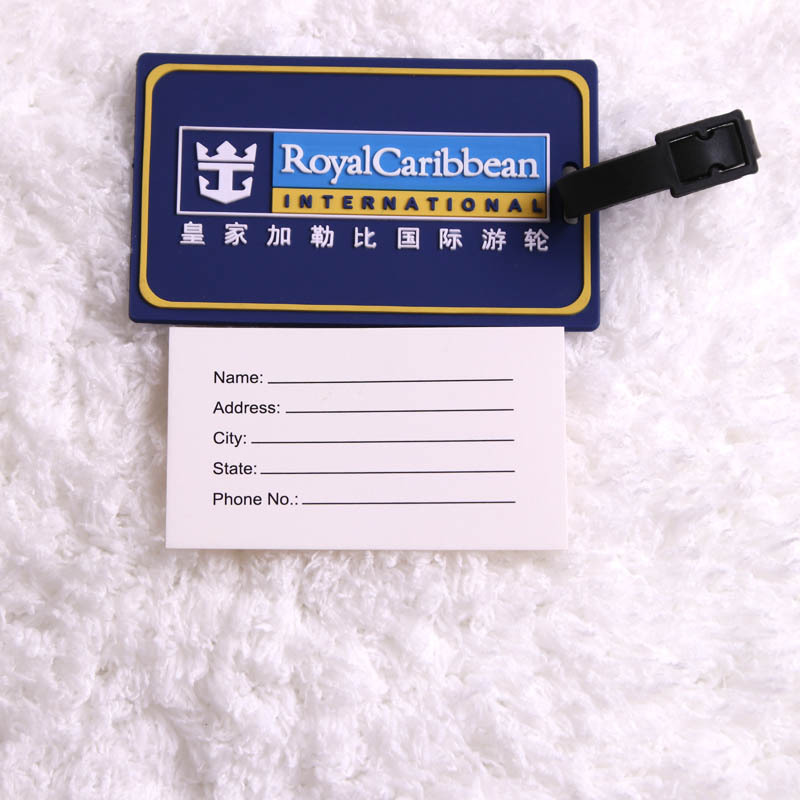 RoyalCaribbean
INTERNATIONAL
皇家加勒比国际游轮
Name:
Address:
City:
State:
Phone No.: